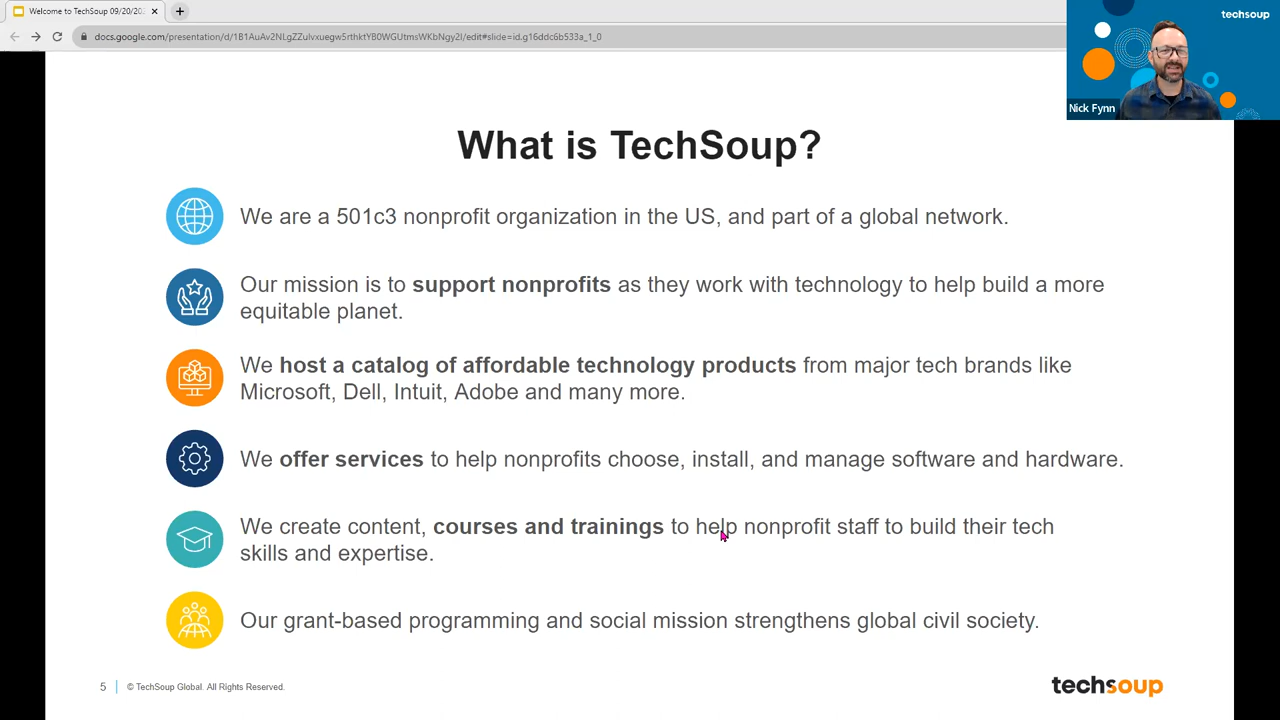 Welcome to TechSoup 09/20/202
docs.google.com/presentation/d/1B1AuAv2NLgZZulvxuegw5rthktYB0WGUtmsWKbNgy2I/edit#slide=id.g16ddc6b533a_1_0
techsoup
Nick Fynn
What is TechSoup?
We are a 501c3 nonprofit organization in the US, and part of a global network.
Our mission is to support nonprofits as they work with technology to help build a more
equitable planet.
We host a catalog of affordable technology products from major tech brands like
Microsoft, Dell, Intuit, Adobe and many more.
We offer services to help nonprofits choose, install, and manage software and hardware.
We create content, courses and trainings to help nonprofit staff to build their tech
skills and expertise.
Our grant-based programming and social mission strengthens global civil society.
5
© TechSoup Global. All Rights Reserved.
techsoup